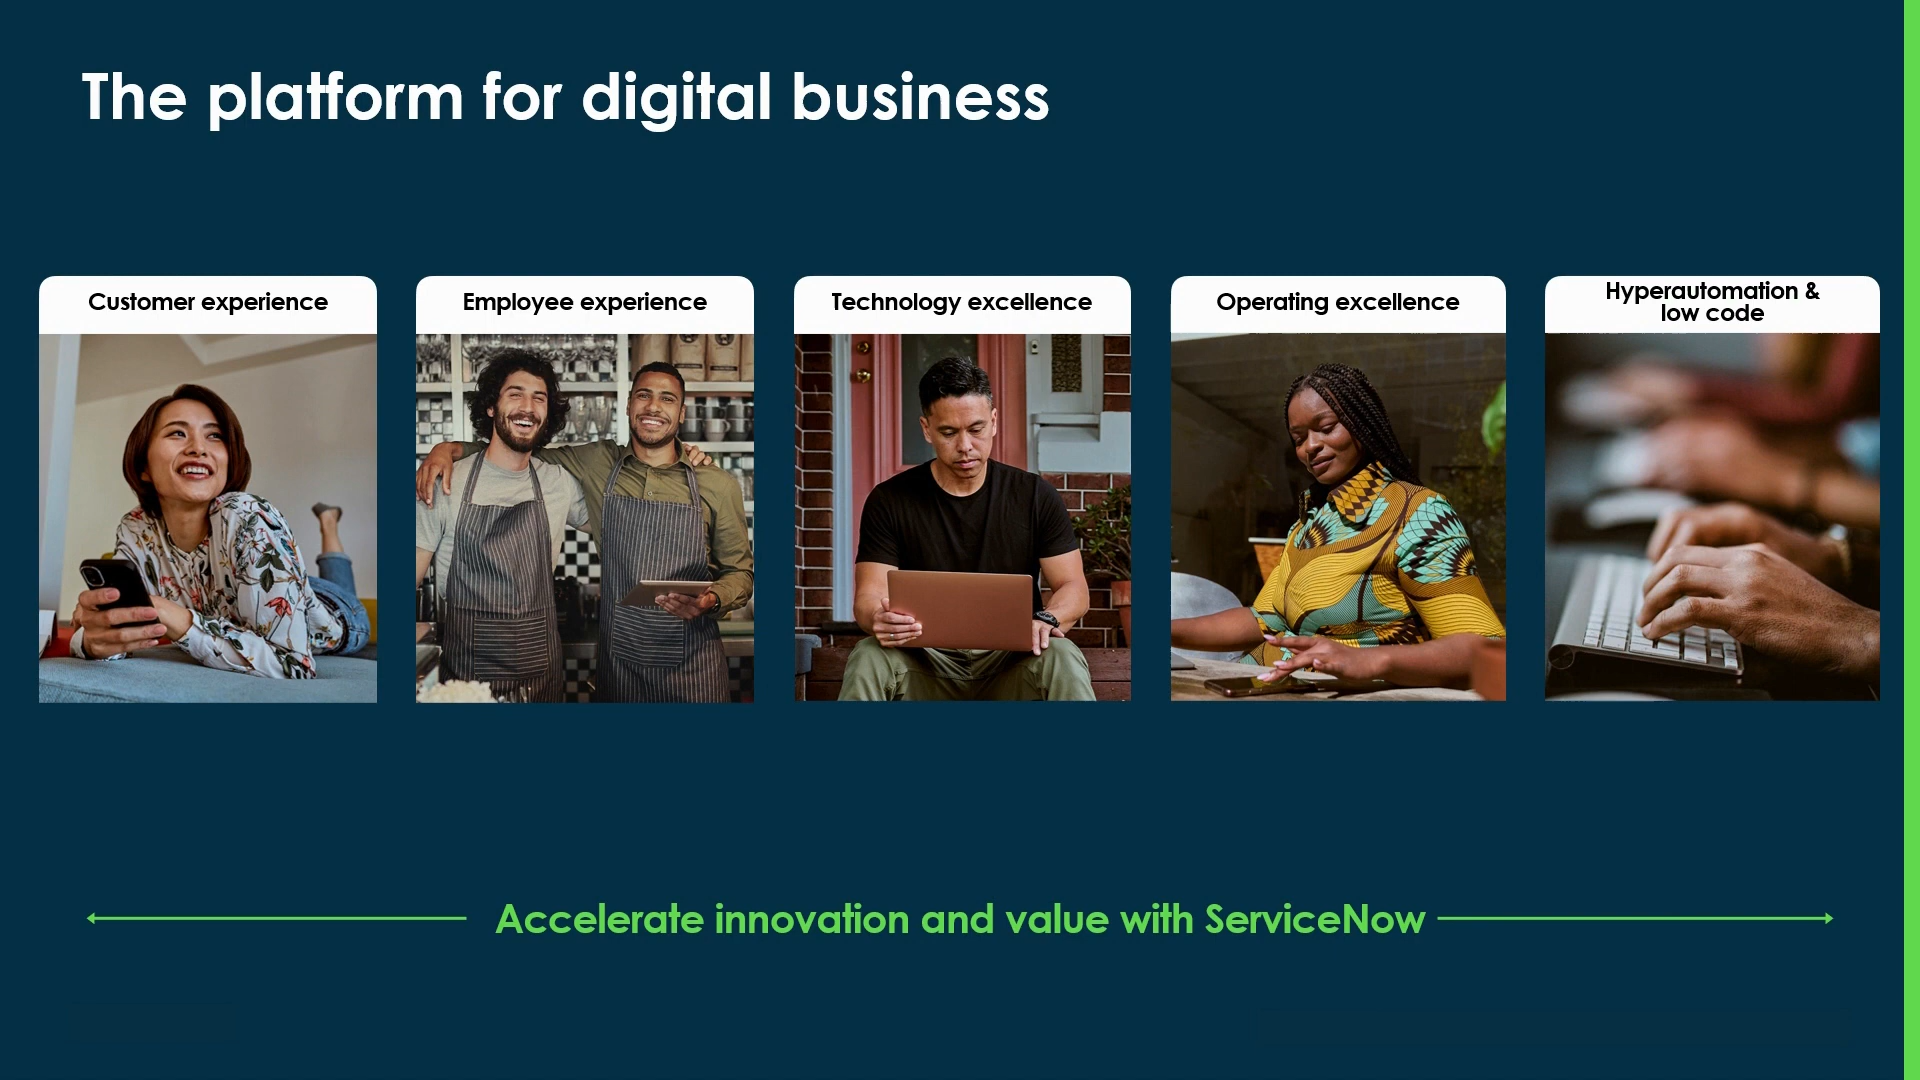 The platform for digital business
Customer experience
Employee experience
Technology excellence
Operating excellence
Hyperautomation &
low code
Accelerate innovation and value with ServiceNow